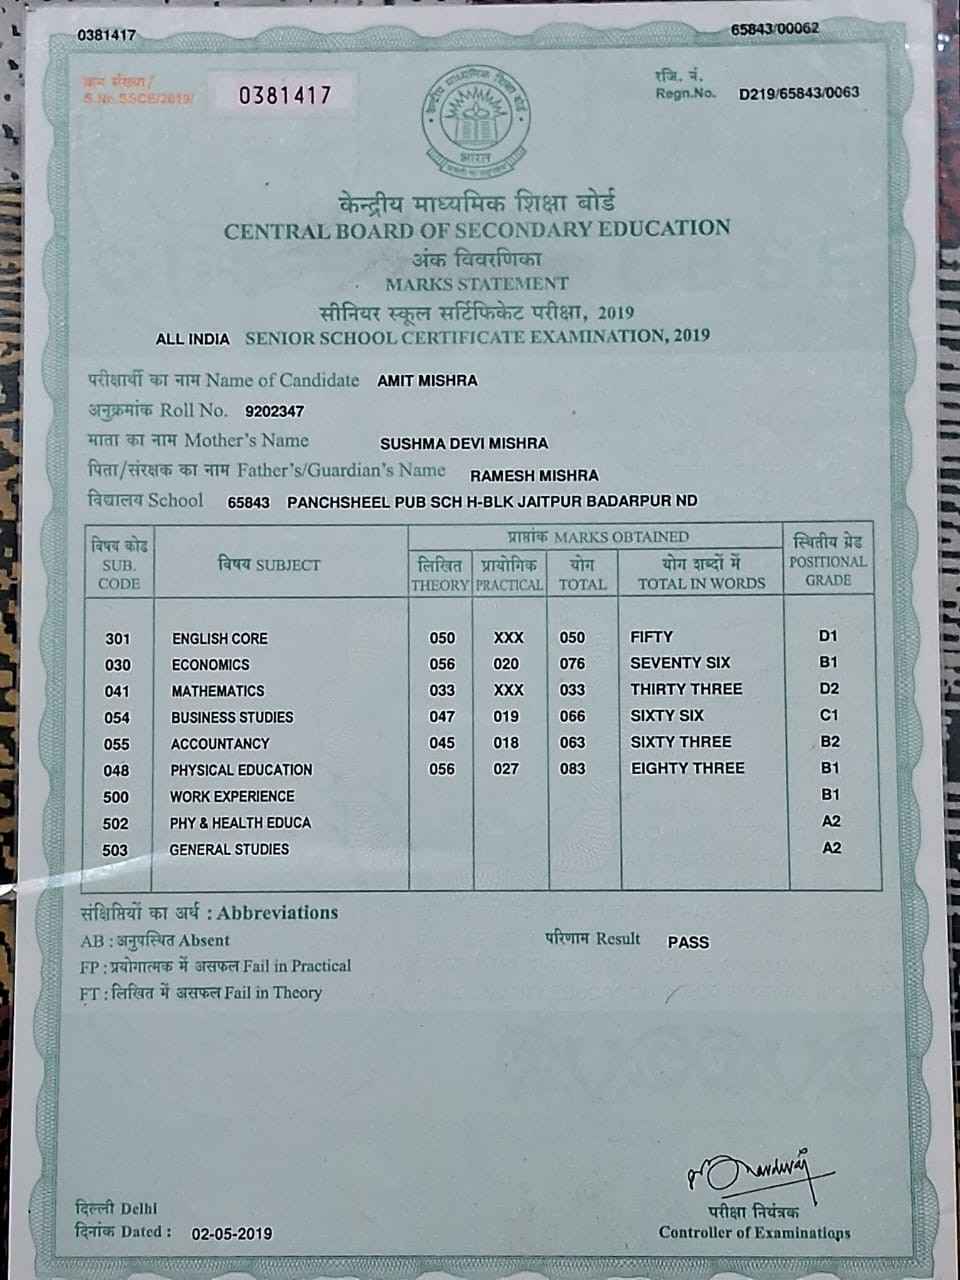 0381417
65843/00062
क्रम संख्या/
S.No.SSCE/2019/ 0381417
रजि. नं.
Regn.No. D219/65843/0063
केन्द्रीय माध्यमिक शिक्षा बोर्ड
भारत
केन्द्रीय माध्यमिक शिक्षा बोर्ड
CENTRAL BOARD OF SECONDARY EDUCATION
अंक विवरणिका
MARKS STATEMENT
सीनियर स्कूल सर्टिफिकेट परीक्षा, 2019
ALL INDIA SENIOR SCHOOL CERTIFICATE EXAMINATION, 2019
परीक्षार्थी का नाम Name of Candidate AMIT MISHRA
अनुक्रमांक Roll No. 9202347
माता का नाम Mother's Name SUSHMA DEVI MISHRA
पिता/संरक्षक का नाम Father's/Guardian's Name RAMESH MISHRA
विद्यालय School 65843 PANCHSHEEL PUB SCH H-BLK JAITPUR BADARPUR ND
विषय कोड SUB. CODE विषय SUBJECT प्राप्तांक MARKS OBTAINED स्थितीय ग्रेड POSITIONAL GRADE
लिखित THEORY प्रायोगिक PRACTICAL योग TOTAL योग शब्दों में TOTAL IN WORDS
301 ENGLISH CORE 050 XXX 050 FIFTY D1
030 ECONOMICS 056 020 076 SEVENTY SIX B1
041 MATHEMATICS 033 XXX 033 THIRTY THREE D2
054 BUSINESS STUDIES 047 019 066 SIXTY SIX C1
055 ACCOUNTANCY 045 018 063 SIXTY THREE B2
048 PHYSICAL EDUCATION 056 027 083 EIGHTY THREE B1
500 WORK EXPERIENCE B1
502 PHY & HEALTH EDUCA A2
503 GENERAL STUDIES A2
संक्षिप्तियों का अर्थ : Abbreviations
AB : अनुपस्थित Absent परिणाम Result PASS
FP : प्रयोगात्मक में असफल Fail in Practical
FT : लिखित में असफल Fail in Theory
दिल्ली Delhi
दिनांक Dated : 02-05-2019
परीक्षा नियंत्रक
Controller of Examinations